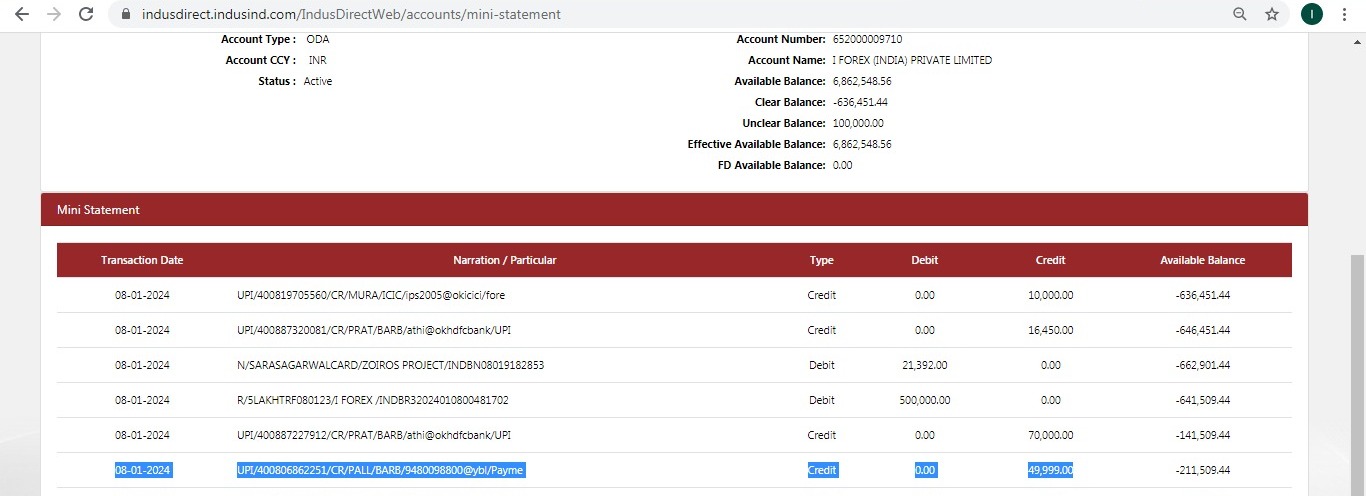 indusdirect.indusind.com/IndusDirectWeb/accounts/mini-statement
I
Account Type : ODA Account Number: 652000009710
Account CCY : INR Account Name: I FOREX (INDIA) PRIVATE LIMITED
Status : Active Available Balance: 6,862,548.56
Clear Balance: -636,451.44
Unclear Balance: 100,000.00
Effective Available Balance: 6,862,548.56
FD Available Balance: 0.00
Mini Statement
Transaction Date Narration / Particular Type Debit Credit Available Balance
08-01-2024 UPI/400819705560/CR/MURA/ICIC/ips2005@okicici/fore Credit 0.00 10,000.00 -636,451.44
08-01-2024 UPI/400887320081/CR/PRAT/BARB/athi@okhdfcbank/UPI Credit 0.00 16,450.00 -646,451.44
08-01-2024 N/SARASAGARWALCARD/ZOIROS PROJECT/INDBN08019182853 Debit 21,392.00 0.00 -662,901.44
08-01-2024 R/5LAKHTRF080123/I FOREX /INDBR32024010800481702 Debit 500,000.00 0.00 -641,509.44
08-01-2024 UPI/400887227912/CR/PRAT/BARB/athi@okhdfcbank/UPI Credit 0.00 70,000.00 -141,509.44
08-01-2024 UPI/400806862251/CR/PALL/BARB/9480098800@ybl/Payme Credit 0.00 49,999.00 -211,509.44